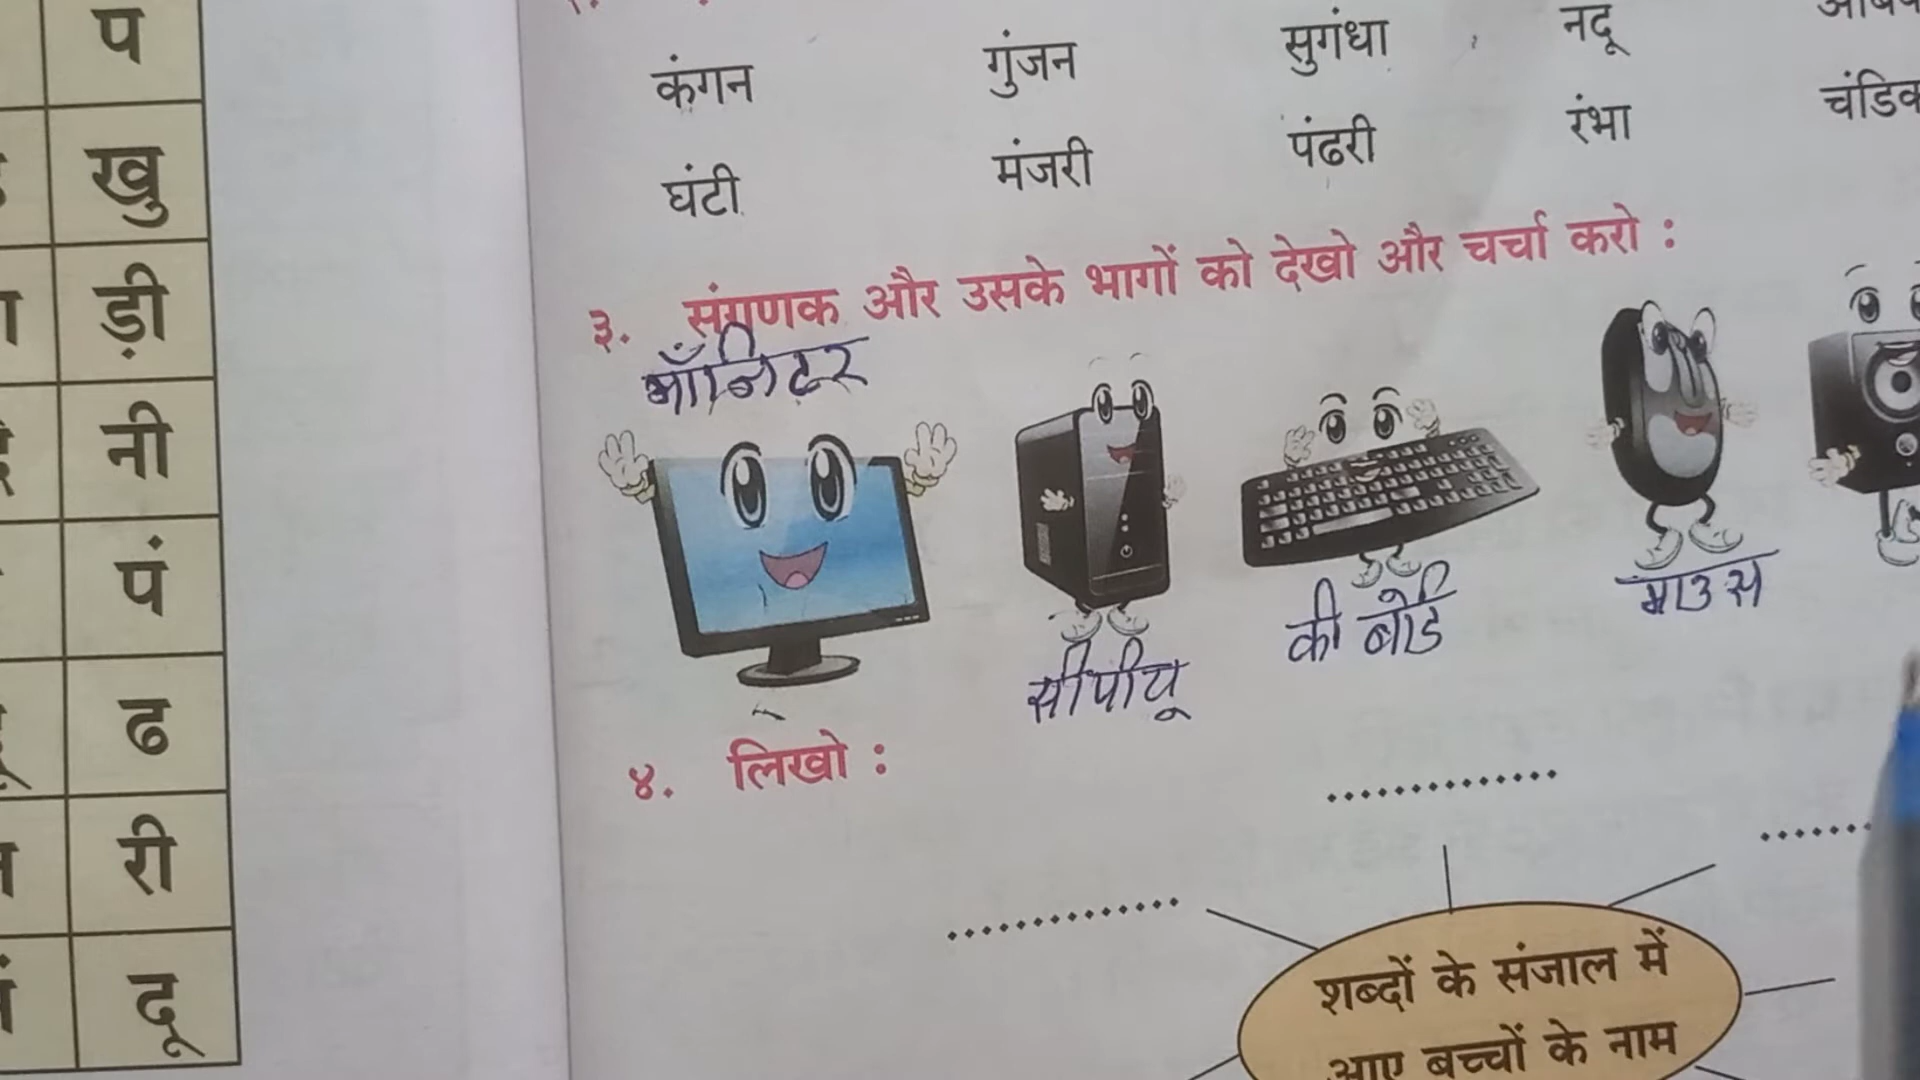 प
खु
ड़ी
नी
पं
ढ
री
दू
कंगन गुंजन सुगंधा नदू
घंटी मंजरी पंढरी रंभा
३. संगणक और उसके भागों को देखो और चर्चा करो :
मॉनिटर
सीपीयू
की बोर्ड
माउस
४. लिखो :
शब्दों के संजाल में
आए बच्चों के नाम